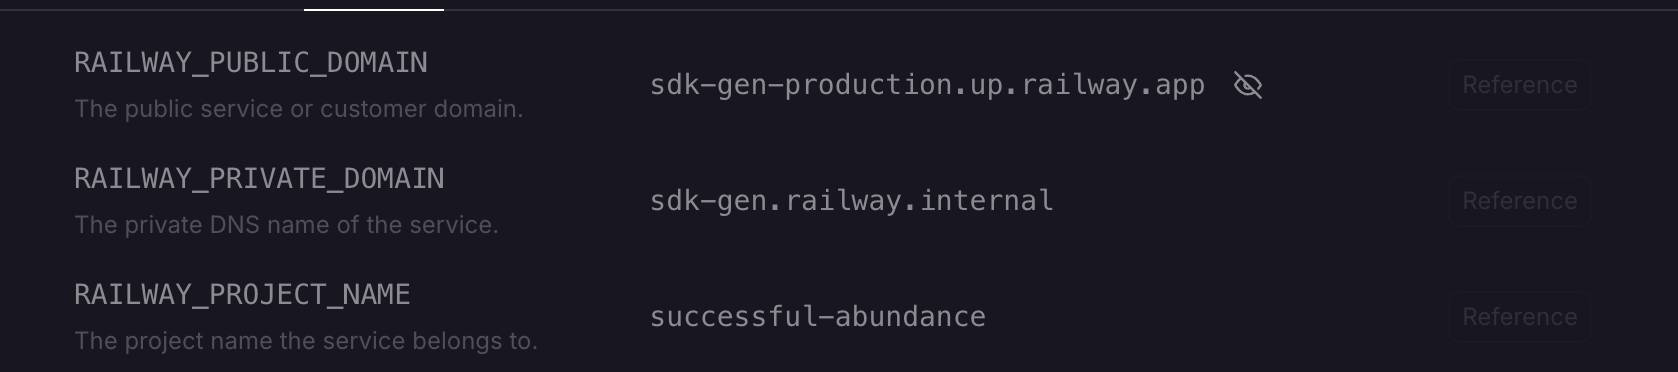 RAILWAY_PUBLIC_DOMAIN
The public service or customer domain.
sdk-gen-production.up.railway.app
Reference
RAILWAY_PRIVATE_DOMAIN
The private DNS name of the service.
sdk-gen.railway.internal
Reference
RAILWAY_PROJECT_NAME
The project name the service belongs to.
successful-abundance
Reference